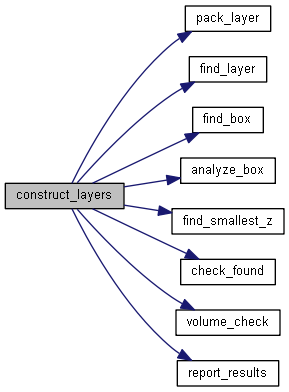 pack_layer
find_layer
find_box
analyze_box
construct_layers
find_smallest_z
check_found
volume_check
report_results